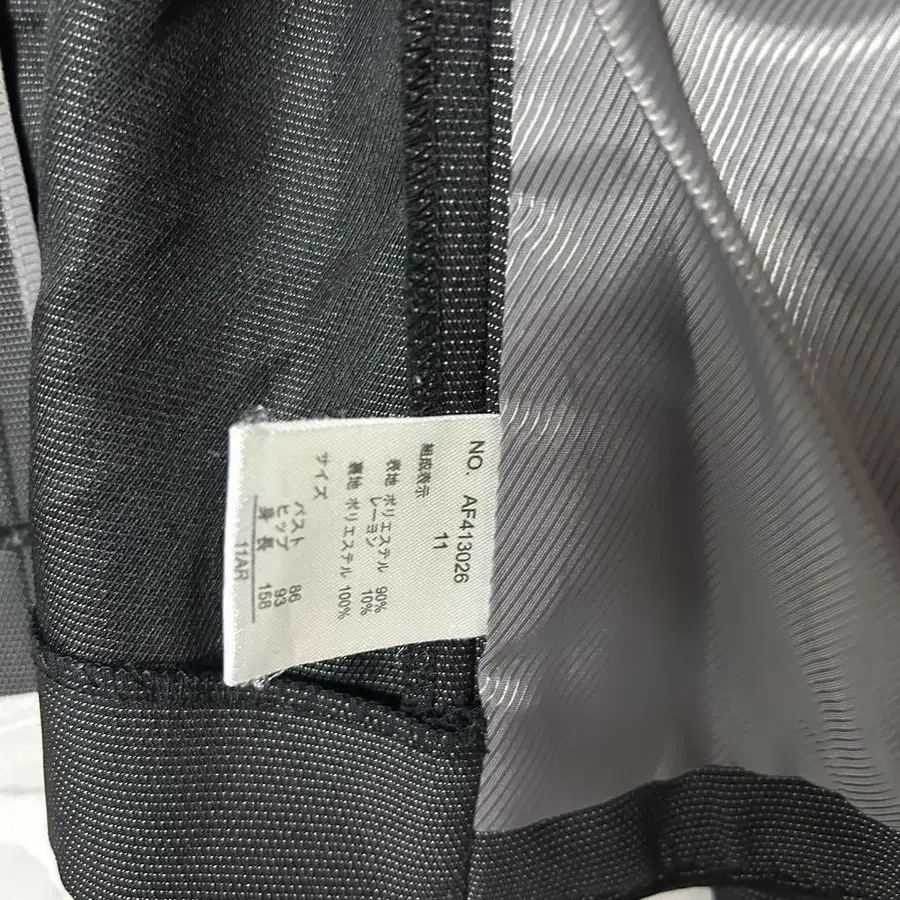 NO. AF413026
11
組成表示
表地 ポリエステル 90%
レーヨン 10%
裏地 ポリエステル 100%
サイズ
バスト 86
ヒップ 93
身長 158
11AR